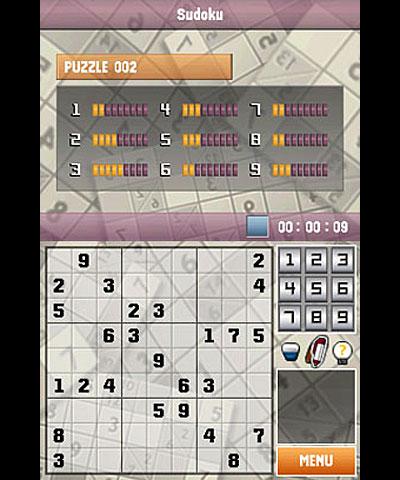 Sudoku
PUZZLE 002
1 4 7
2 5 8
3 6 9
00:00:09
9 2
2 3 4
5 2 3
6 3 1 7 5
9
1 2 4 6 3
5 9
8 4 7
3 8
1 2 3
4 5 6
7 8 9
?
MENU